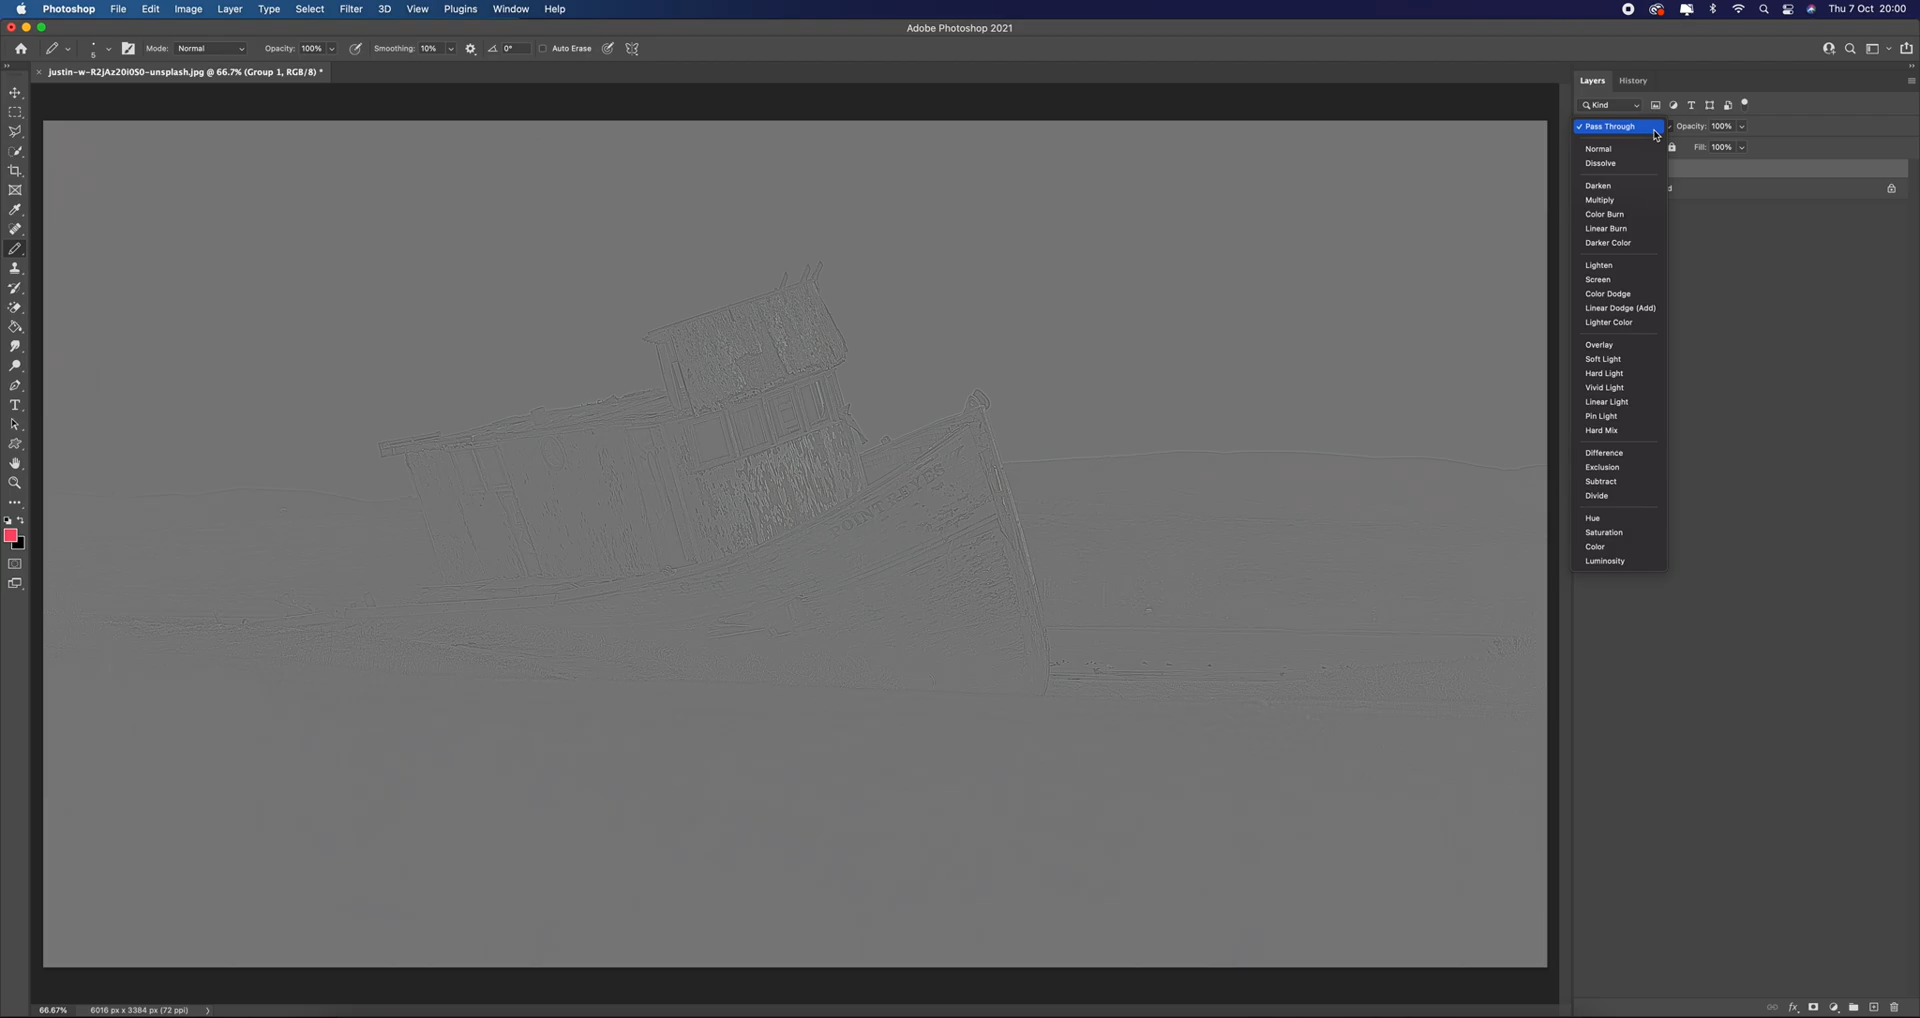 Photoshop File Edit Image Layer Type Select Filter 3D View Plugins Window Help Thu 7 Oct 20:00
Adobe Photoshop 2021
5 Mode: Normal Opacity: 100% Smoothing: 10% 0° Auto Erase
justin-w-R2jAz20i0S0-unsplash.jpg @ 66.7% (Group 1, RGB/8) *
Layers History
Kind
Pass Through Opacity: 100%
Fill: 100%
Normal
Dissolve
Darken
Multiply
Color Burn
Linear Burn
Darker Color
Lighten
Screen
Color Dodge
Linear Dodge (Add)
Lighter Color
Overlay
Soft Light
Hard Light
Vivid Light
Linear Light
Pin Light
Hard Mix
Difference
Exclusion
Subtract
Divide
Hue
Saturation
Color
Luminosity
POINT REYES
66.67% 6016 px x 3384 px (72 ppi)